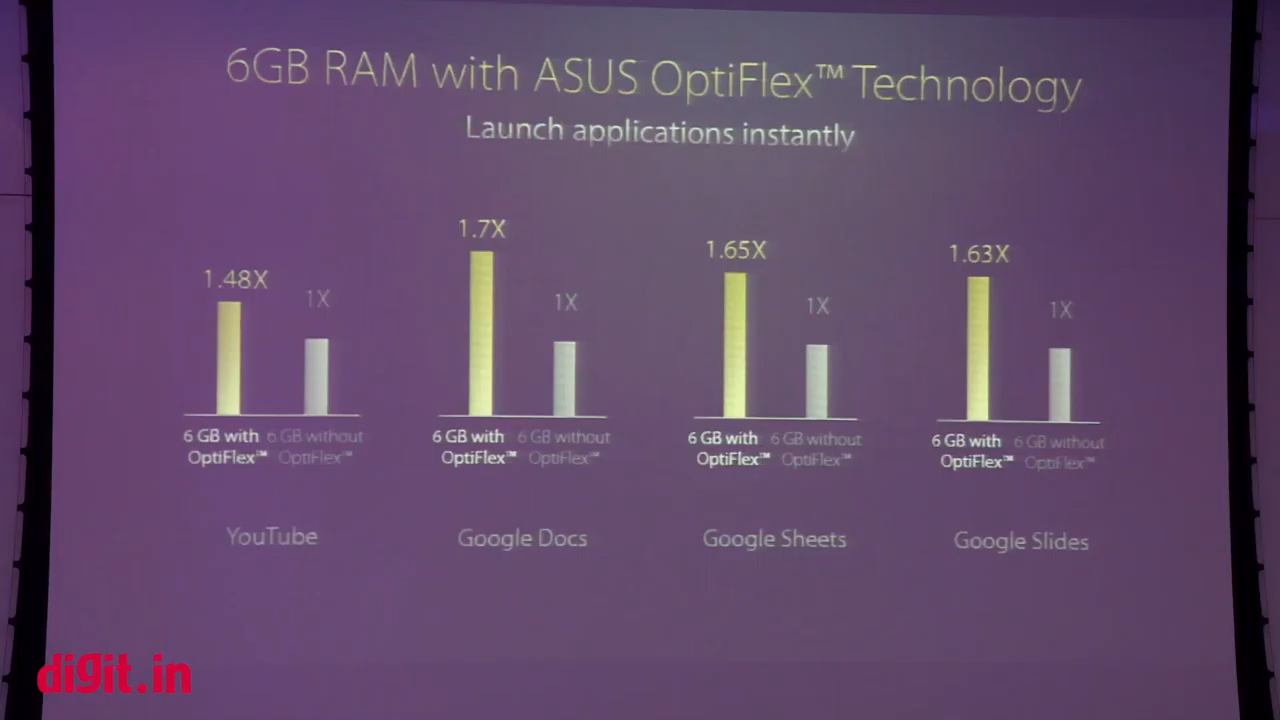 6GB RAM with ASUS OptiFlex™ Technology
Launch applications instantly
1.48X
1X
6 GB with
OptiFlex™
6 GB without
OptiFlex™
YouTube
1.7X
1X
6 GB with
OptiFlex™
6 GB without
OptiFlex™
Google Docs
1.65X
1X
6 GB with
OptiFlex™
6 GB without
OptiFlex™
Google Sheets
1.63X
1X
6 GB with
OptiFlex™
6 GB without
OptiFlex™
Google Slides
digit.in